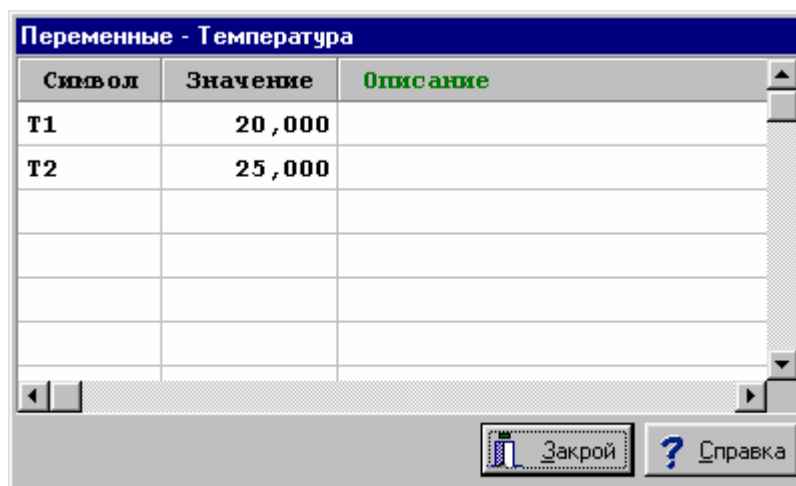 Переменные - Температура
Символ Значение Описание
T1 20,000
T2 25,000
Закрой ? Справка